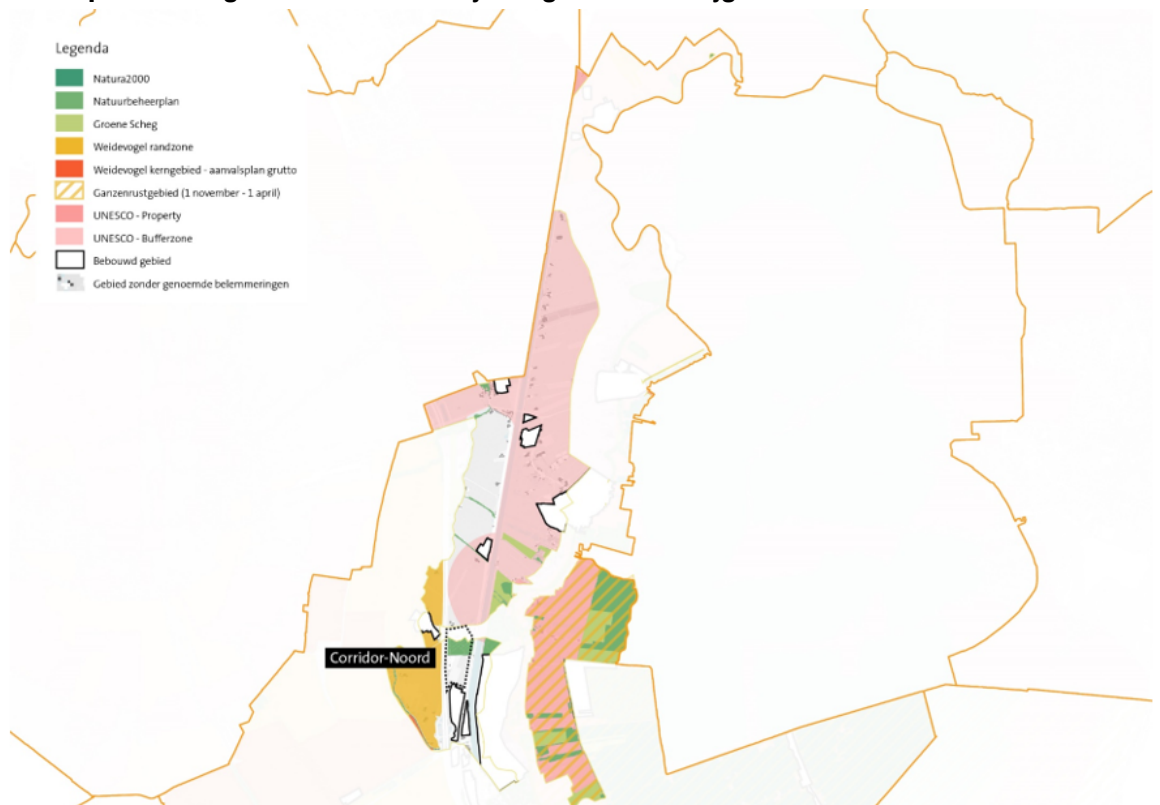 Legenda
Natura2000
Natuurbeheerplan
Groene Scheg
Weidevogel randzone
Weidevogel kerngebied - aanvalsplan grutto
Ganzenrustgebied (1 november - 1 april)
UNESCO - Property
UNESCO - Bufferzone
Bebouwd gebied
Gebied zonder genoemde belemmeringen
Corridor-Noord